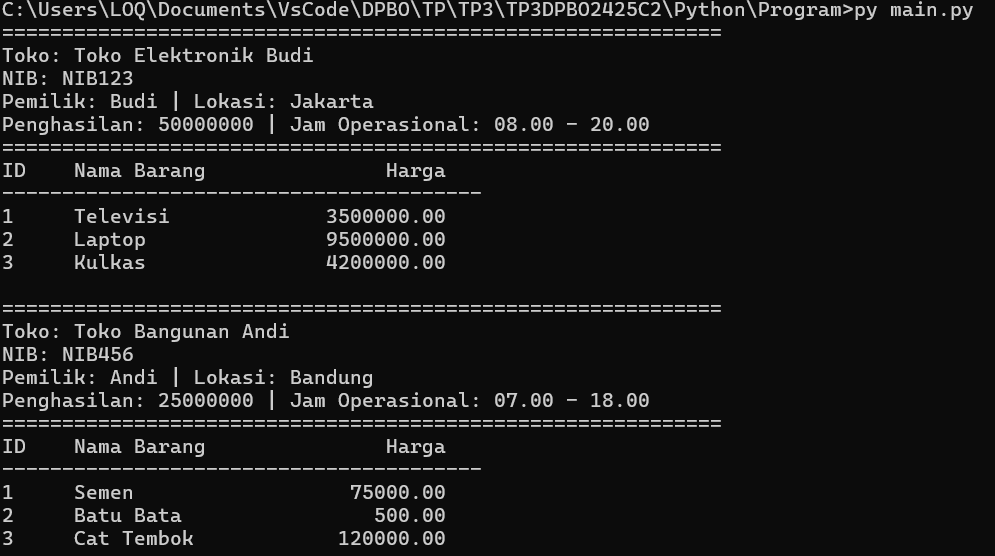 C:\Users\LOQ\Documents\VsCode\DPBO\TP\TP3\TP3DPBO2425C2\Python\Program>py main.py
============================================================
Toko: Toko Elektronik Budi
NIB: NIB123
Pemilik: Budi | Lokasi: Jakarta
Penghasilan: 50000000 | Jam Operasional: 08.00 - 20.00
============================================================
ID    Nama Barang               Harga
----------------------------------------
1     Televisi             3500000.00
2     Laptop               9500000.00
3     Kulkas               4200000.00

============================================================
Toko: Toko Bangunan Andi
NIB: NIB456
Pemilik: Andi | Lokasi: Bandung
Penghasilan: 25000000 | Jam Operasional: 07.00 - 18.00
============================================================
ID    Nama Barang               Harga
----------------------------------------
1     Semen                  75000.00
2     Batu Bata                500.00
3     Cat Tembok            120000.00